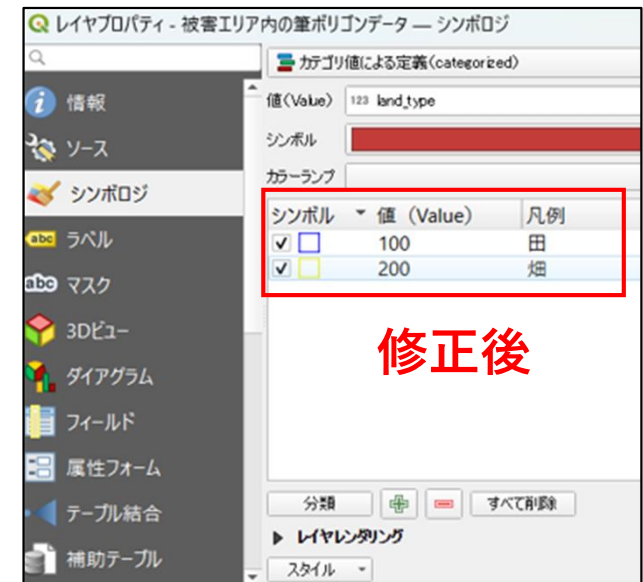 レイヤプロパティ - 被害エリア内の筆ポリゴンデータ — シンボロジ
カテゴリ値による定義(categorized)
情報
ソース
シンボロジ
abc ラベル
abc マスク
3Dビュー
ダイアグラム
フィールド
属性フォーム
テーブル結合
補助テーブル
値(Value) 123 land_type
シンボル
カラーランプ
シンボル 値 (Value) 凡例
100 田
200 畑
修正後
分類 すべて削除
レイヤレンダリング
スタイル